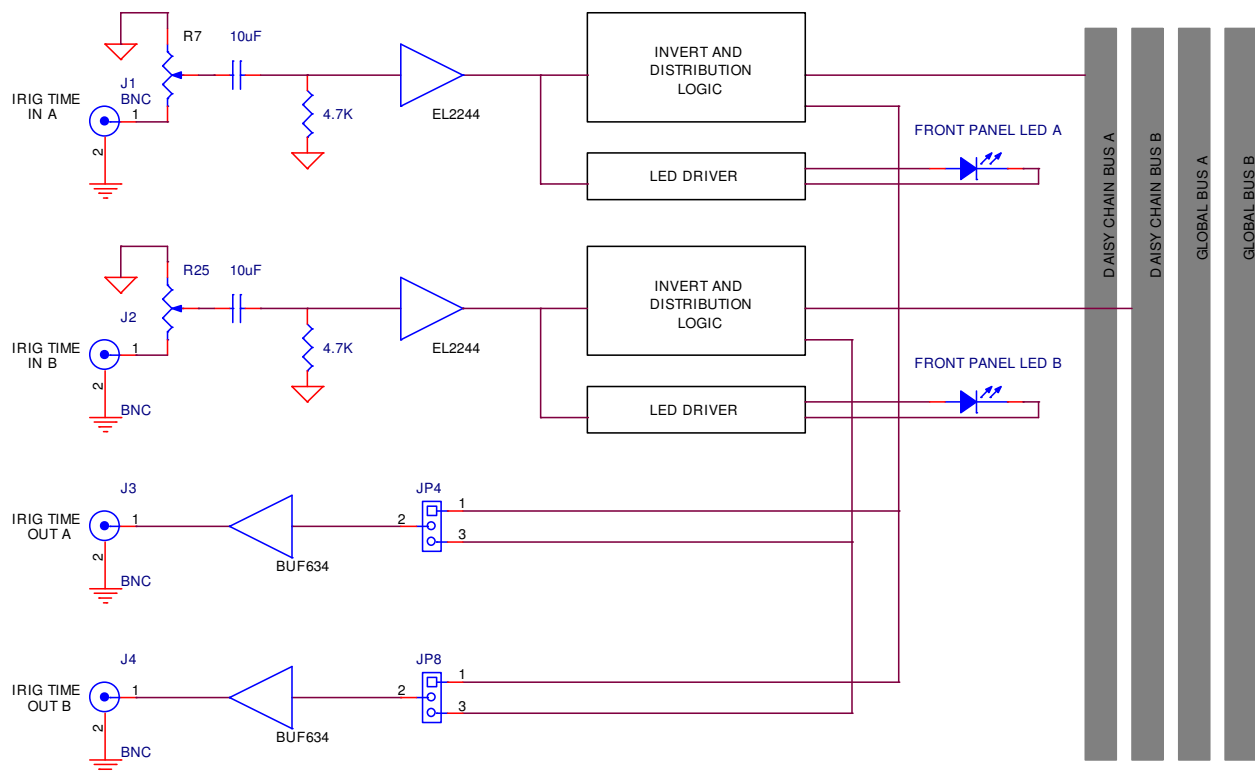 R7
10uF
J1
BNC
IRIG TIME
IN A
1
2
4.7K
EL2244
INVERT AND
DISTRIBUTION
LOGIC
FRONT PANEL LED A
LED DRIVER
R25
10uF
J2
IRIG TIME
IN B
1
2
BNC
4.7K
EL2244
INVERT AND
DISTRIBUTION
LOGIC
FRONT PANEL LED B
LED DRIVER
J3
IRIG TIME
OUT A
1
2
BNC
BUF634
JP4
1
2
3
J4
IRIG TIME
OUT B
1
2
BNC
BUF634
JP8
1
2
3
DAISY CHAIN BUS A
DAISY CHAIN BUS B
GLOBAL BUS A
GLOBAL BUS B